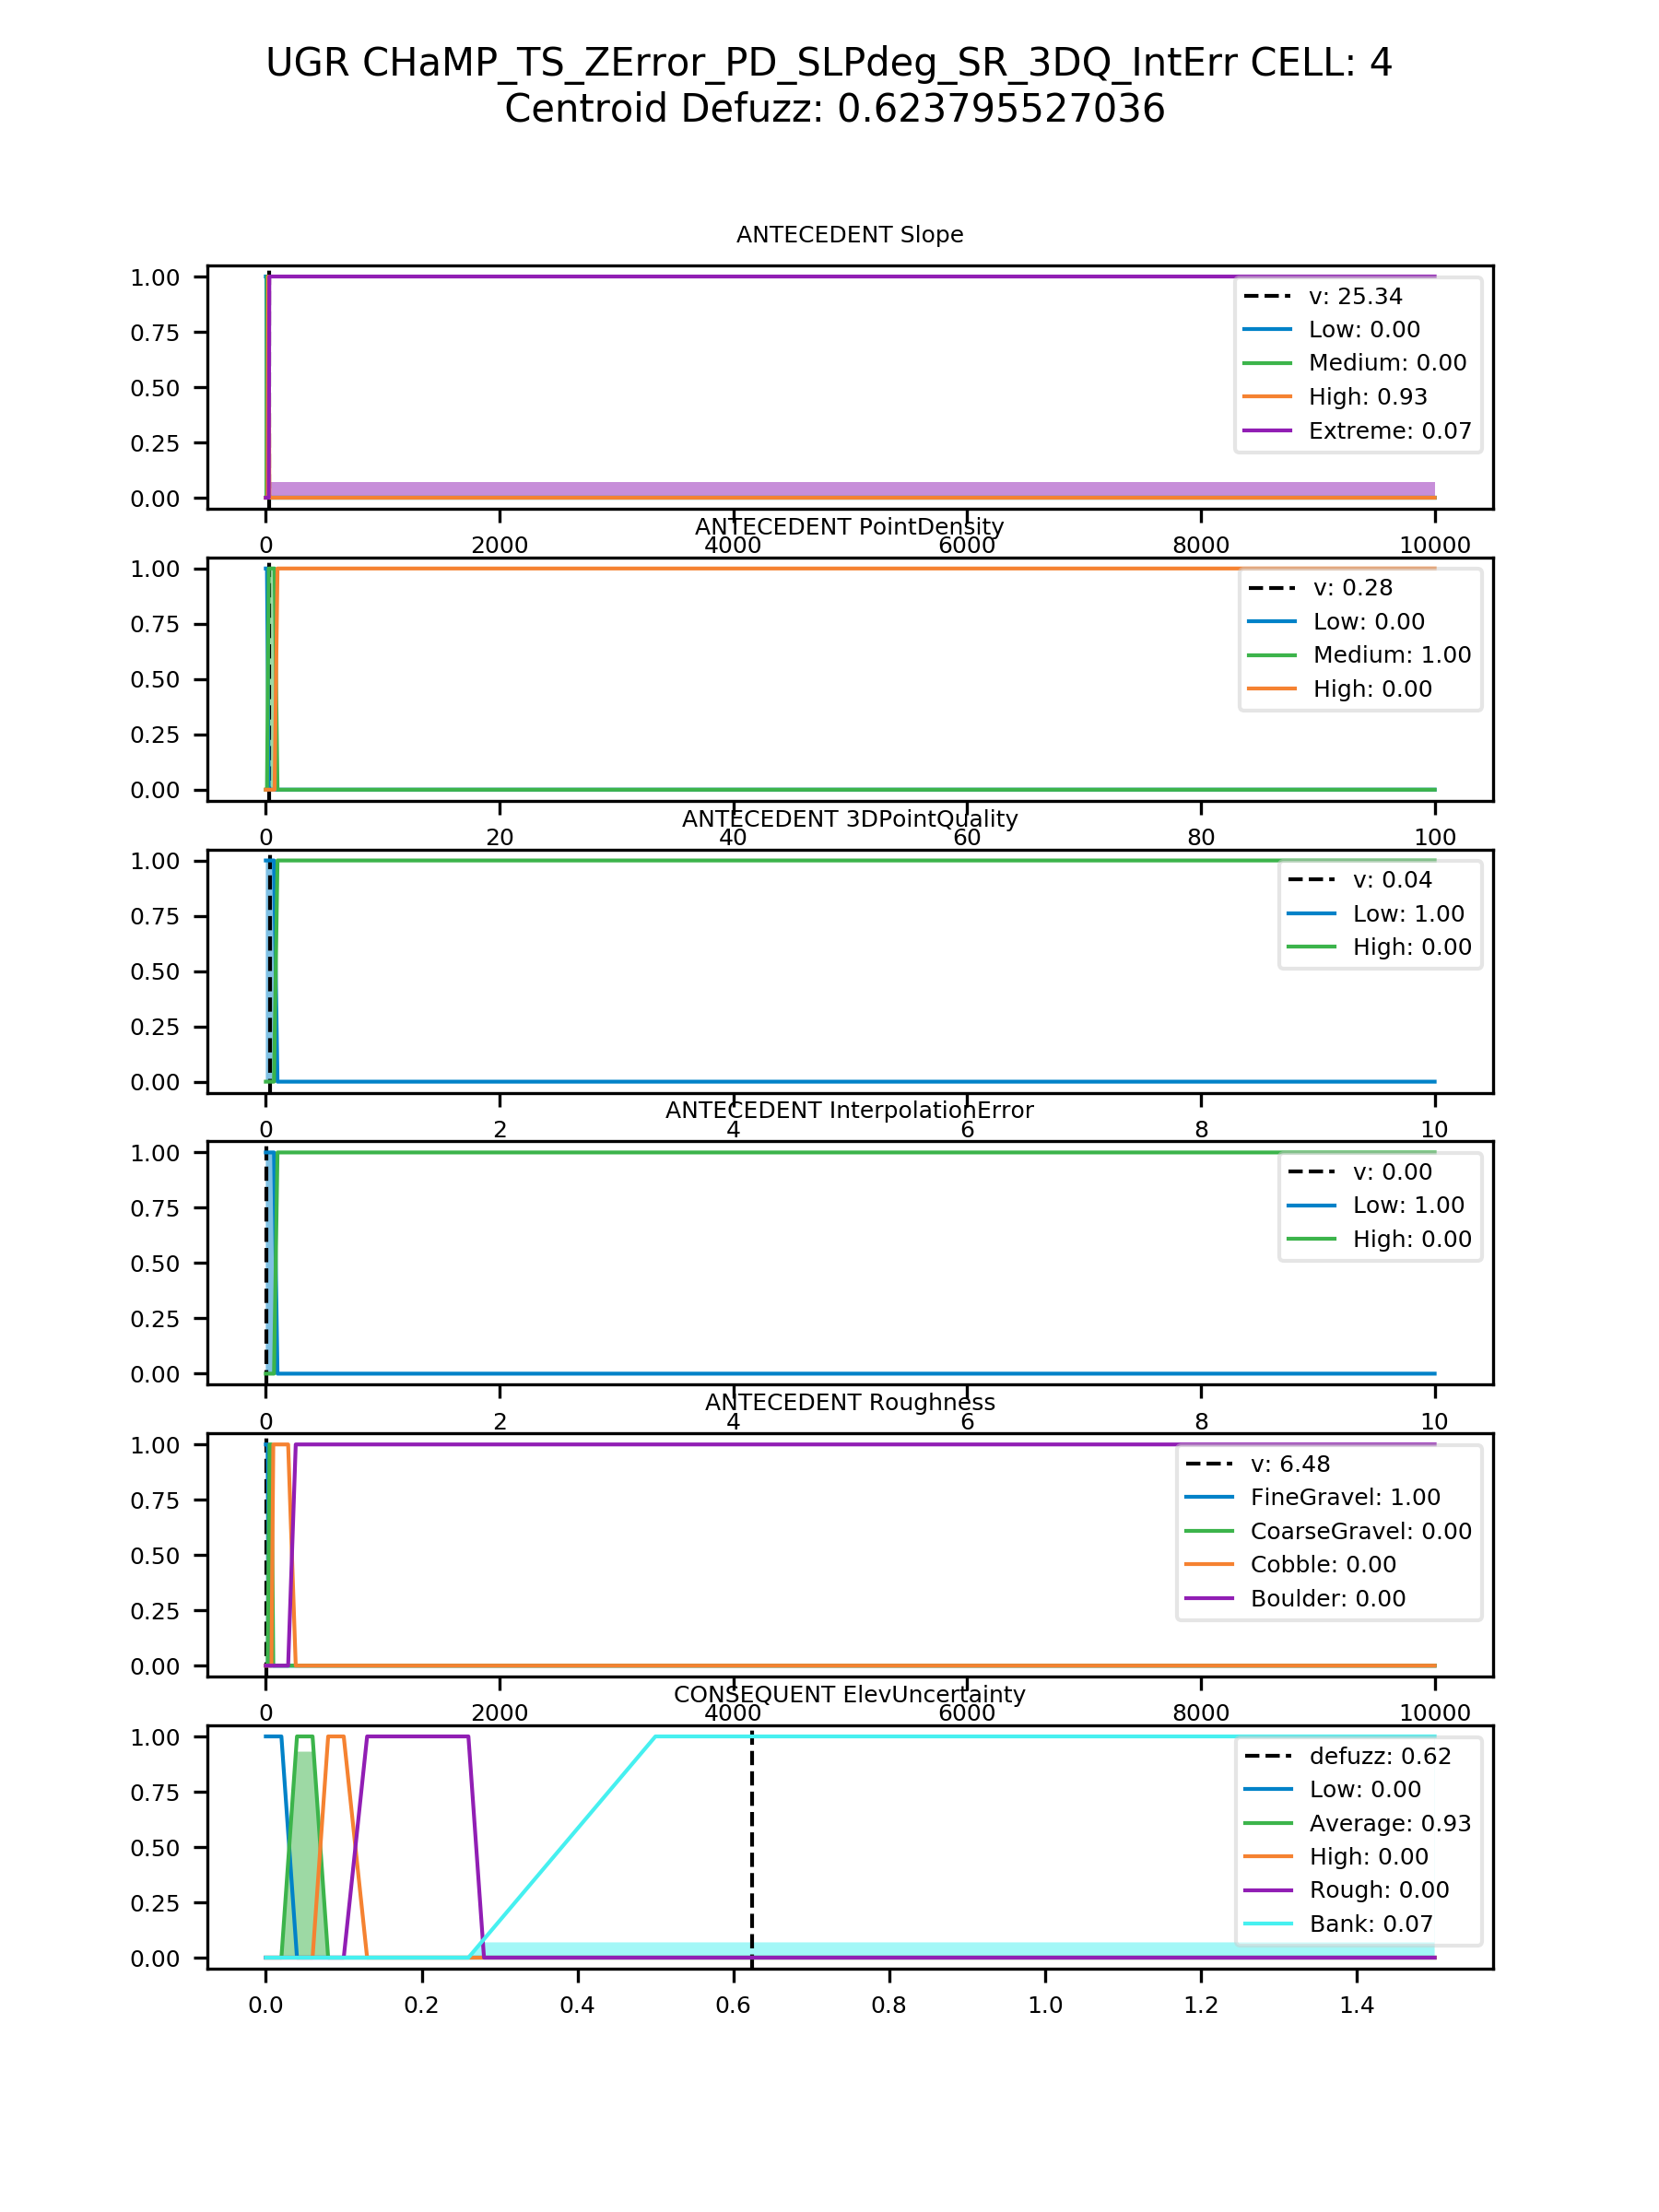 UGR CHaMP_TS_ZError_PD_SLPdeg_SR_3DQ_IntErr CELL: 4
Centroid Defuzz: 0.623795527036
ANTECEDENT Slope
1.00
0.75
0.50
0.25
0.00
v: 25.34
Low: 0.00
Medium: 0.00
High: 0.93
Extreme: 0.07
0 2000 4000 6000 8000 10000
ANTECEDENT PointDensity
1.00
0.75
0.50
0.25
0.00
v: 0.28
Low: 0.00
Medium: 1.00
High: 0.00
0 20 40 60 80 100
ANTECEDENT 3DPointQuality
1.00
0.75
0.50
0.25
0.00
v: 0.04
Low: 1.00
High: 0.00
0 2 4 6 8 10
ANTECEDENT InterpolationError
1.00
0.75
0.50
0.25
0.00
v: 0.00
Low: 1.00
High: 0.00
0 2 4 6 8 10
ANTECEDENT Roughness
1.00
0.75
0.50
0.25
0.00
v: 6.48
FineGravel: 1.00
CoarseGravel: 0.00
Cobble: 0.00
Boulder: 0.00
0 2000 4000 6000 8000 10000
CONSEQUENT ElevUncertainty
1.00
0.75
0.50
0.25
0.00
defuzz: 0.62
Low: 0.00
Average: 0.93
High: 0.00
Rough: 0.00
Bank: 0.07
0.0 0.2 0.4 0.6 0.8 1.0 1.2 1.4